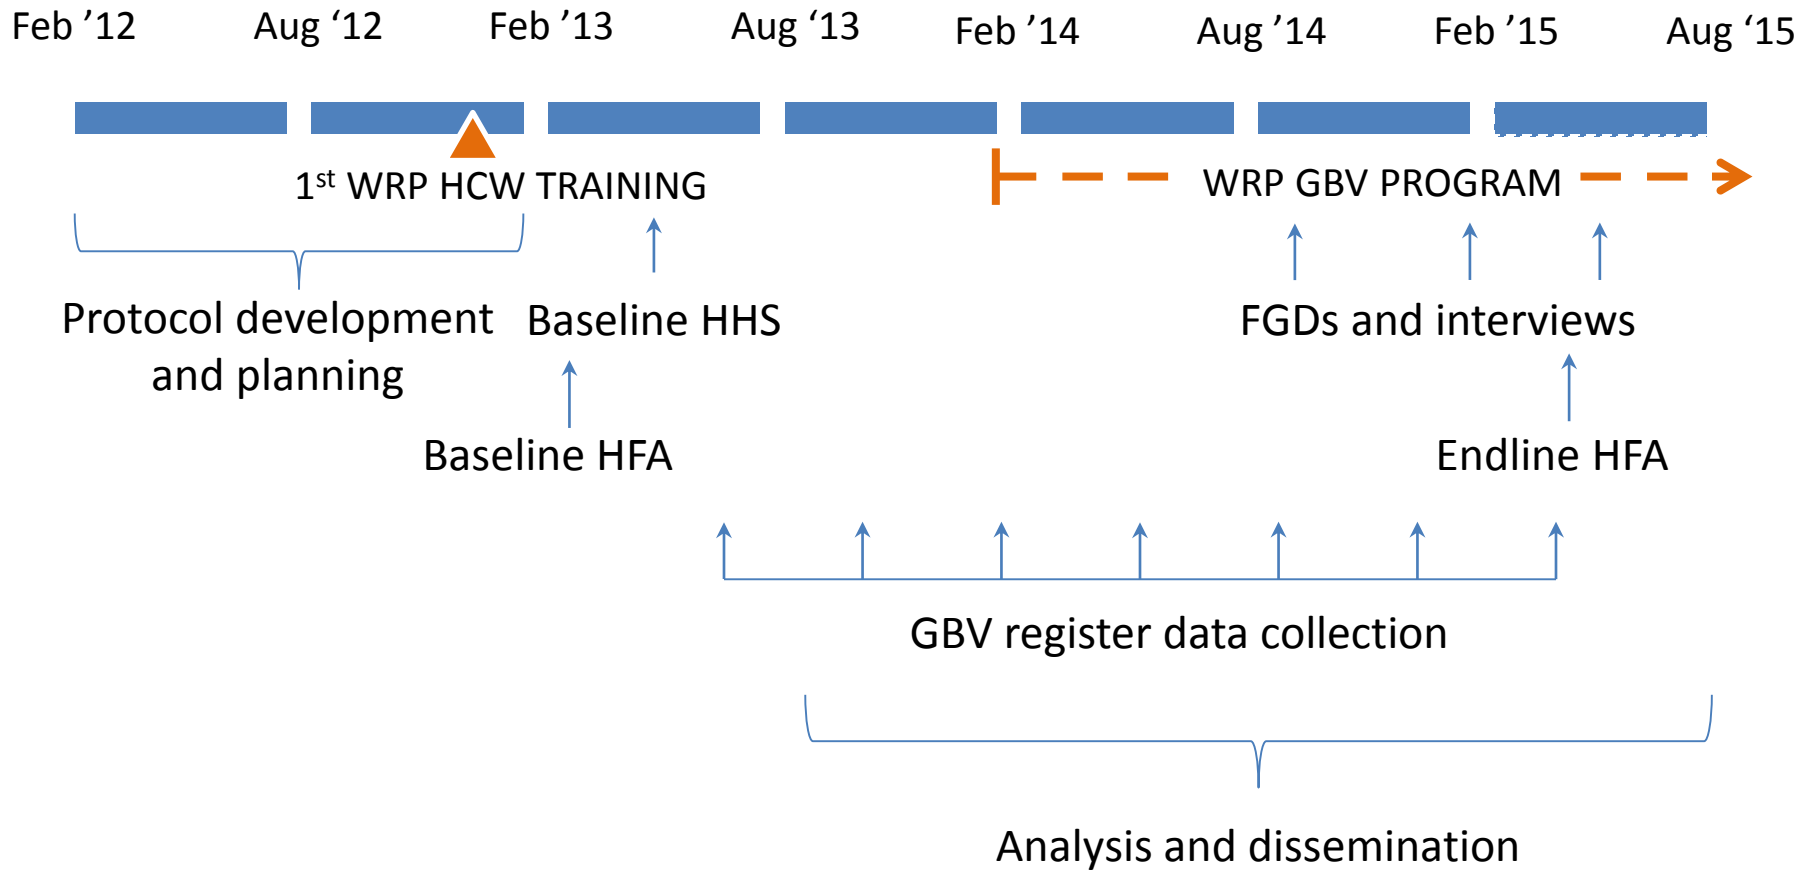 Feb ’12 Aug ‘12 Feb ’13 Aug ‘13 Feb ’14 Aug ’14 Feb ’15 Aug ‘15
1st WRP HCW TRAINING
WRP GBV PROGRAM
Protocol development
and planning
Baseline HHS
FGDs and interviews
Baseline HFA
Endline HFA
GBV register data collection
Analysis and dissemination